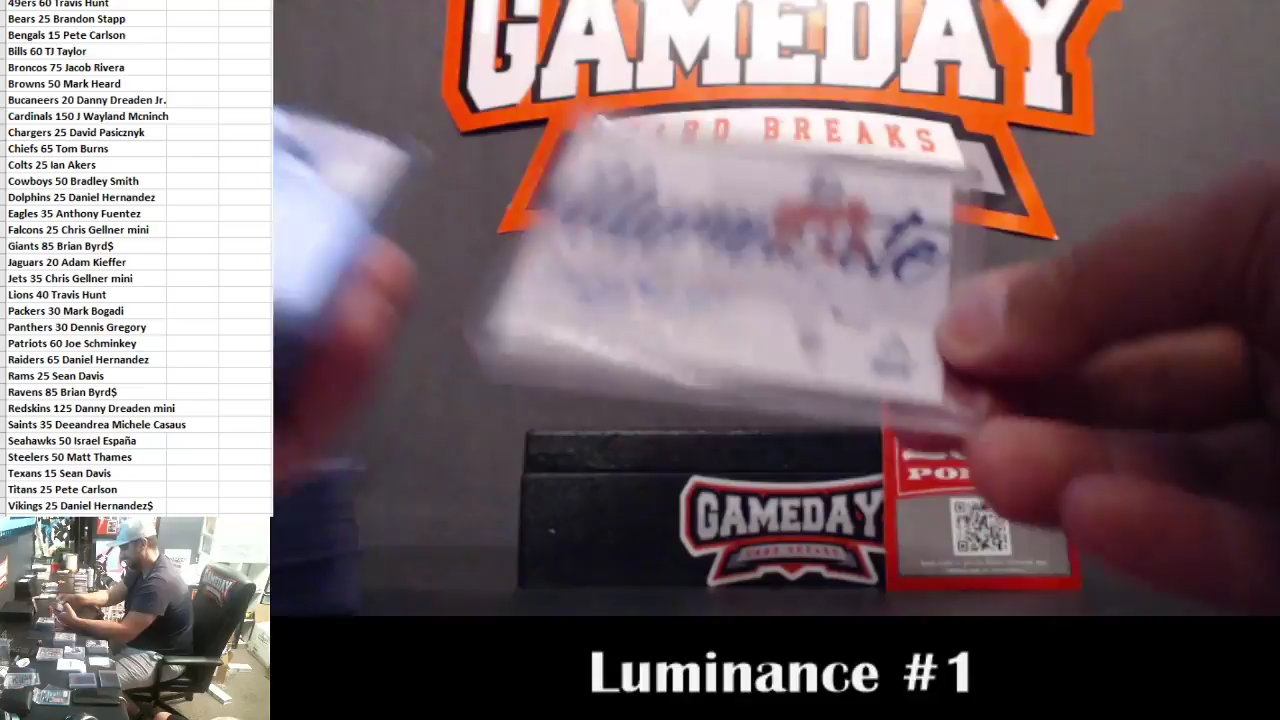 49ers 60 Travis Hunt
Bears 25 Brandon Stapp
Bengals 15 Pete Carlson
Bills 60 TJ Taylor
Broncos 75 Jacob Rivera
Browns 50 Mark Heard
Bucaneers 20 Danny Dreaden Jr.
Cardinals 150 J Wayland Mcninch
Chargers 25 David Pasicznyk
Chiefs 65 Tom Burns
Colts 25 Ian Akers
Cowboys 50 Bradley Smith
Dolphins 25 Daniel Hernandez
Eagles 35 Anthony Fuentez
Falcons 25 Chris Gellner mini
Giants 85 Brian Byrd$
Jaguars 20 Adam Kieffer
Jets 35 Chris Gellner mini
Lions 40 Travis Hunt
Packers 30 Mark Bogadi
Panthers 30 Dennis Gregory
Patriots 60 Joe Schminkey
Raiders 65 Daniel Hernandez
Rams 25 Sean Davis
Ravens 85 Brian Byrd$
Redskins 125 Danny Dreaden mini
Saints 35 Deeandrea Michele Casaus
Seahawks 50 Israel España
Steelers 50 Matt Thames
Texans 15 Sean Davis
Titans 25 Pete Carlson
Vikings 25 Daniel Hernandez$
GAMEDAY
BREAKS
GAMEDAY
CARD BREAKS
GAMEDAY
Luminance #1